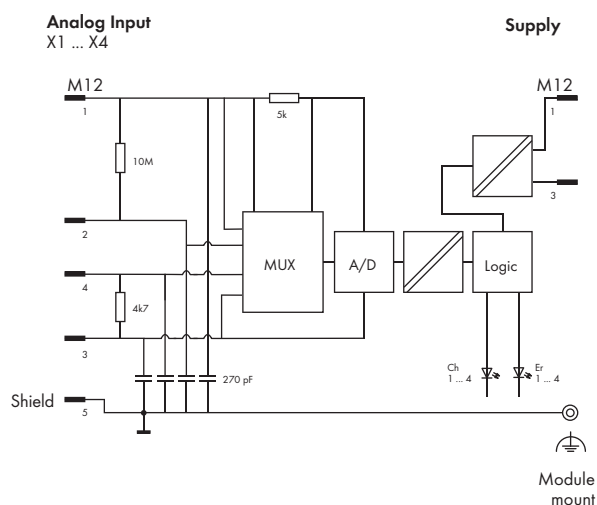 Analog Input
X1 ... X4
Supply
M12
M12
1
1
5k
10M
3
2
MUX
A/D
Logic
4
4k7
3
Ch
1 ... 4
Er
1 ... 4
270 pF
Shield
5
Module
mount